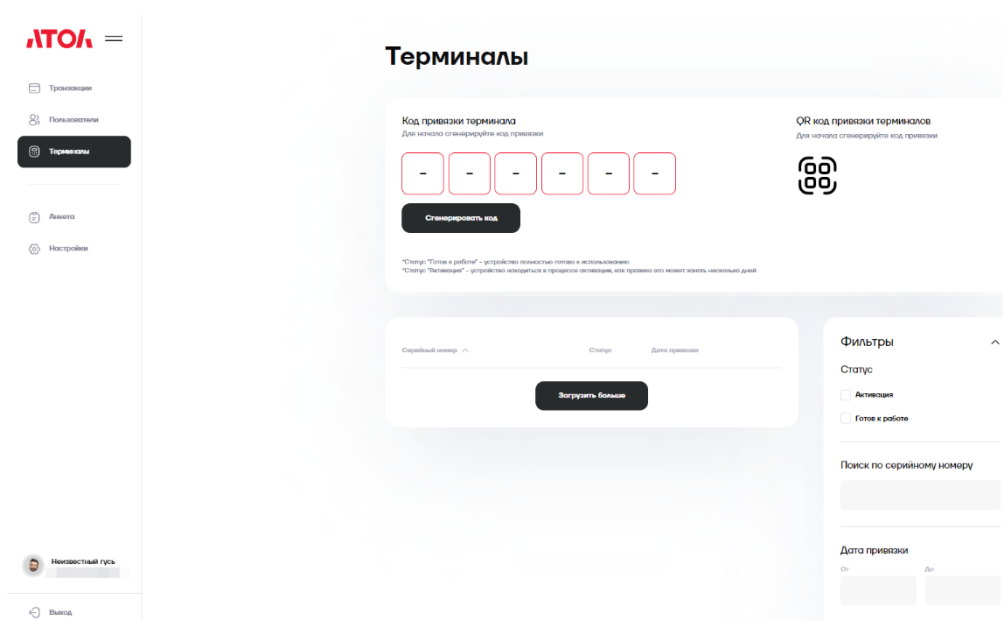 АТОЛ
Транзакции
Пользователи
Терминалы
Анкета
Настройки
Неизвестный гусь
Выход
Терминалы
Код привязки терминала
Для начала сгенерируйте код привязки
- - - - - -
Сгенерировать код
QR код привязки терминалов
Для начала сгенерируйте код привязки
*Статус "Готов к работе" - устройство полностью готово к использованию
*Статус "Активация" - устройство находиться в процессе активации, как правило это может занять несколько дней
Серийный номер Статус Дата привязки
Загрузить больше
Фильтры
Статус
Активация
Готов к работе
Поиск по серийному номеру
Дата привязки
От До